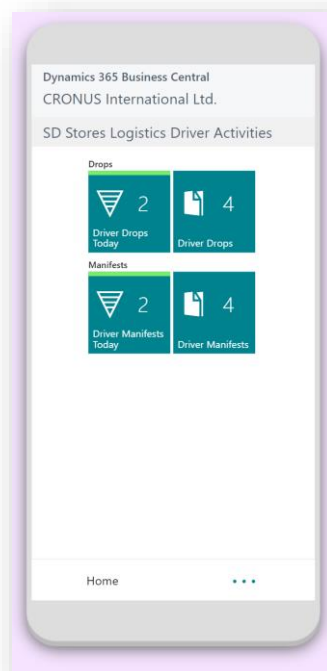 Dynamics 365 Business Central
CRONUS International Ltd.
SD Stores Logistics Driver Activities
Drops
2
4
Driver Drops
Today
Driver Drops
Manifests
2
4
Driver Manifests
Today
Driver Manifests
Home